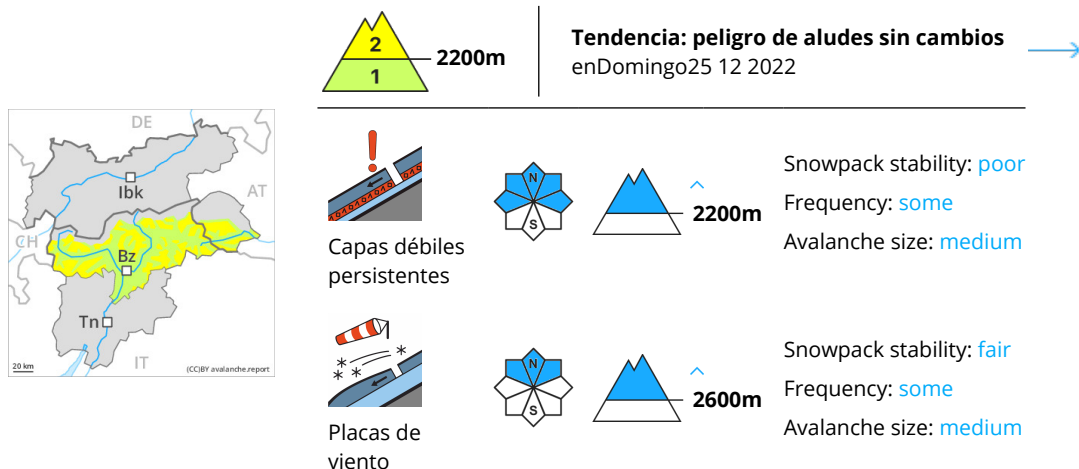 2
1
2200m
Tendencia: peligro de aludes sin cambios
enDomingo25 12 2022
DE
Ibk
AT
CH
Bz
Tn
IT
20 km
(CC)BY avalanche.report
Capas débiles
persistentes
N
S
2200m
Snowpack stability: poor
Frequency: some
Avalanche size: medium
Placas de
viento
N
S
2600m
Snowpack stability: fair
Frequency: some
Avalanche size: medium